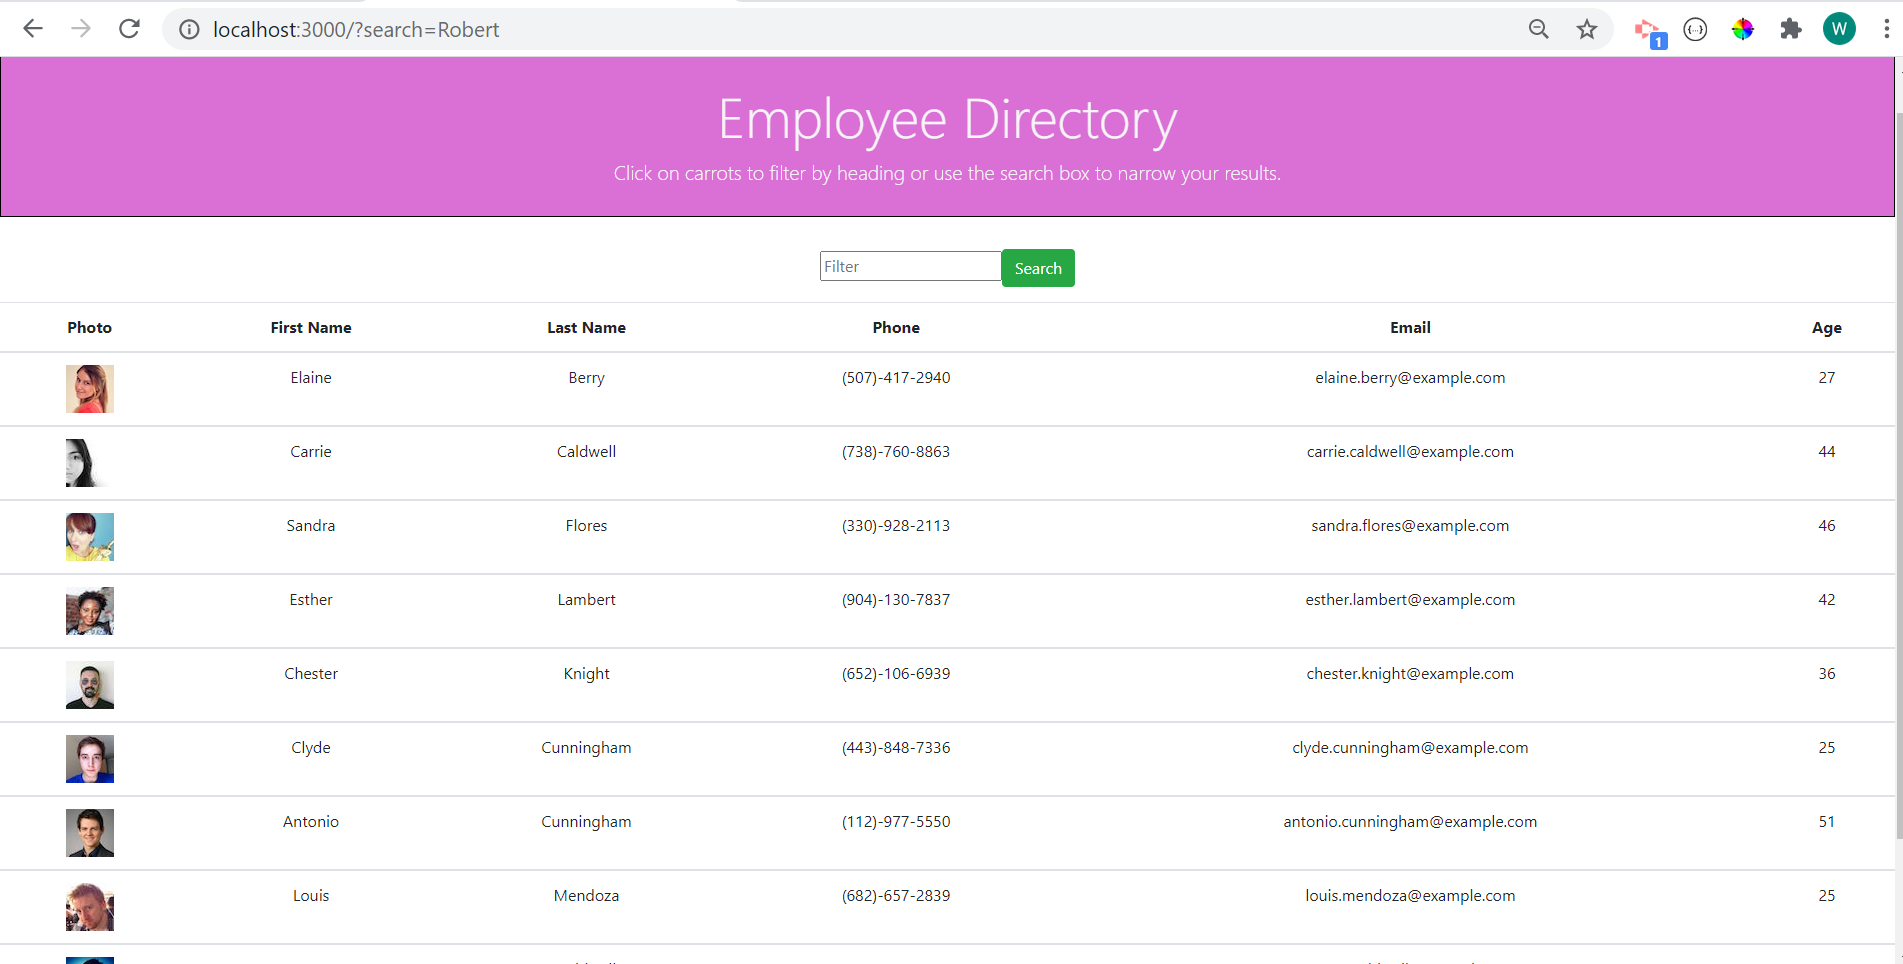 localhost:3000/?search=Robert
1
W
Employee Directory
Click on carrots to filter by heading or use the search box to narrow your results.
Filter Search
Photo First Name Last Name Phone Email Age
Elaine Berry (507)-417-2940 elaine.berry@example.com 27
Carrie Caldwell (738)-760-8863 carrie.caldwell@example.com 44
Sandra Flores (330)-928-2113 sandra.flores@example.com 46
Esther Lambert (904)-130-7837 esther.lambert@example.com 42
Chester Knight (652)-106-6939 chester.knight@example.com 36
Clyde Cunningham (443)-848-7336 clyde.cunningham@example.com 25
Antonio Cunningham (112)-977-5550 antonio.cunningham@example.com 51
Louis Mendoza (682)-657-2839 louis.mendoza@example.com 25